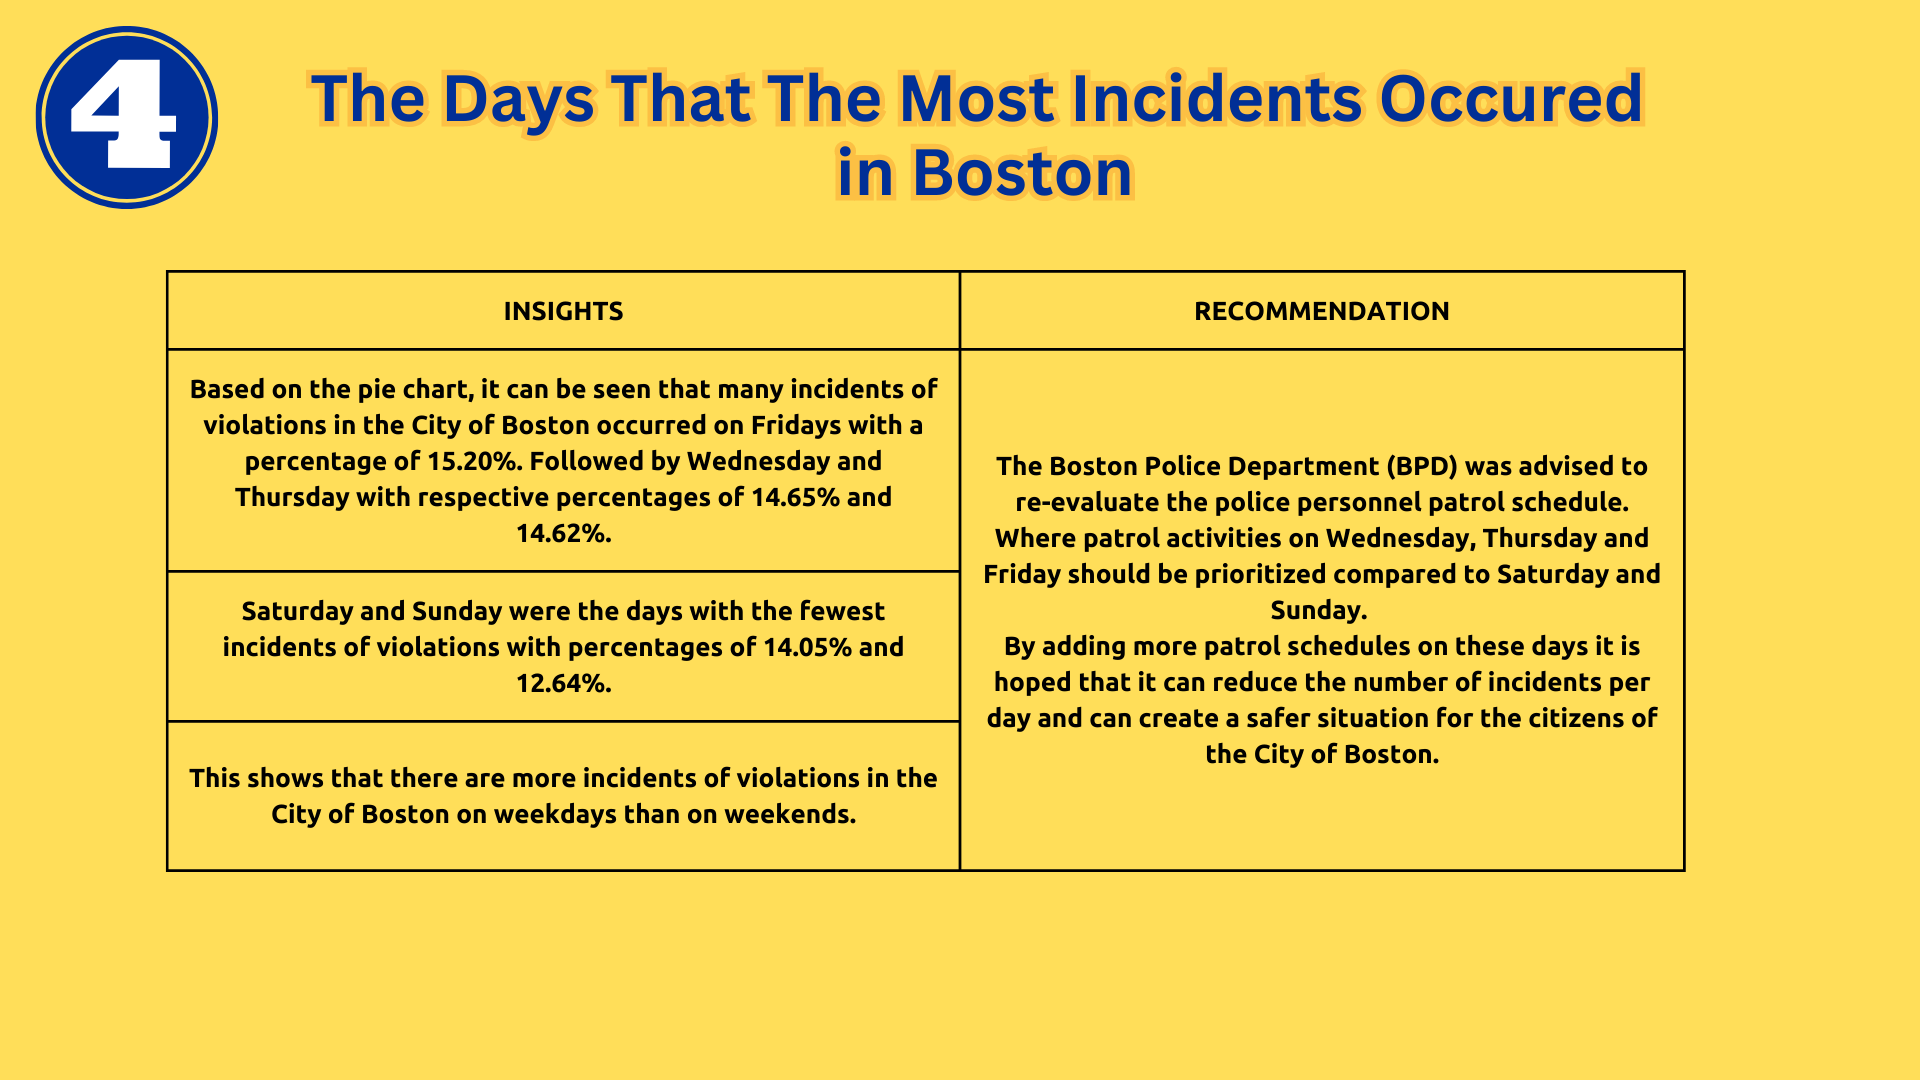 4
The Days That The Most Incidents Occured
in Boston
INSIGHTS
RECOMMENDATION
Based on the pie chart, it can be seen that many incidents of
violations in the City of Boston occurred on Fridays with a
percentage of 15.20%. Followed by Wednesday and
Thursday with respective percentages of 14.65% and
14.62%.
Saturday and Sunday were the days with the fewest
incidents of violations with percentages of 14.05% and
12.64%.
This shows that there are more incidents of violations in the
City of Boston on weekdays than on weekends.
The Boston Police Department (BPD) was advised to
re-evaluate the police personnel patrol schedule.
Where patrol activities on Wednesday, Thursday and
Friday should be prioritized compared to Saturday and
Sunday.
By adding more patrol schedules on these days it is
hoped that it can reduce the number of incidents per
day and can create a safer situation for the citizens of
the City of Boston.